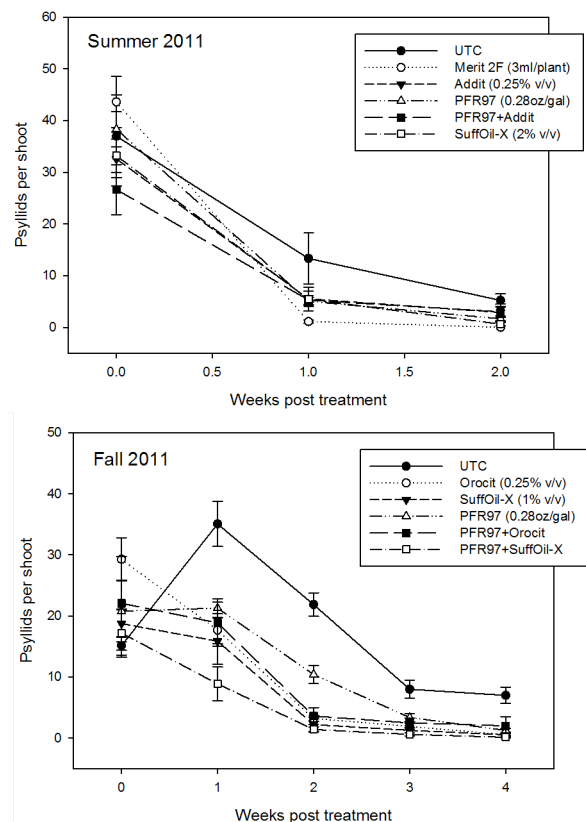 60
50
40
30
20
10
0
Psyllids per shoot
Summer 2011
UTC
Merit 2F (3ml/plant)
Addit (0.25% v/v)
PFR97 (0.28oz/gal)
PFR97+Addit
SuffOil-X (2% v/v)
0.0 0.5 1.0 1.5 2.0
Weeks post treatment
50
40
30
20
10
0
Psyllids per shoot
Fall 2011
UTC
Orocit (0.25% v/v)
SuffOil-X (1% v/v)
PFR97 (0.28oz/gal)
PFR97+Orocit
PFR97+SuffOil-X
0 1 2 3 4
Weeks post treatment